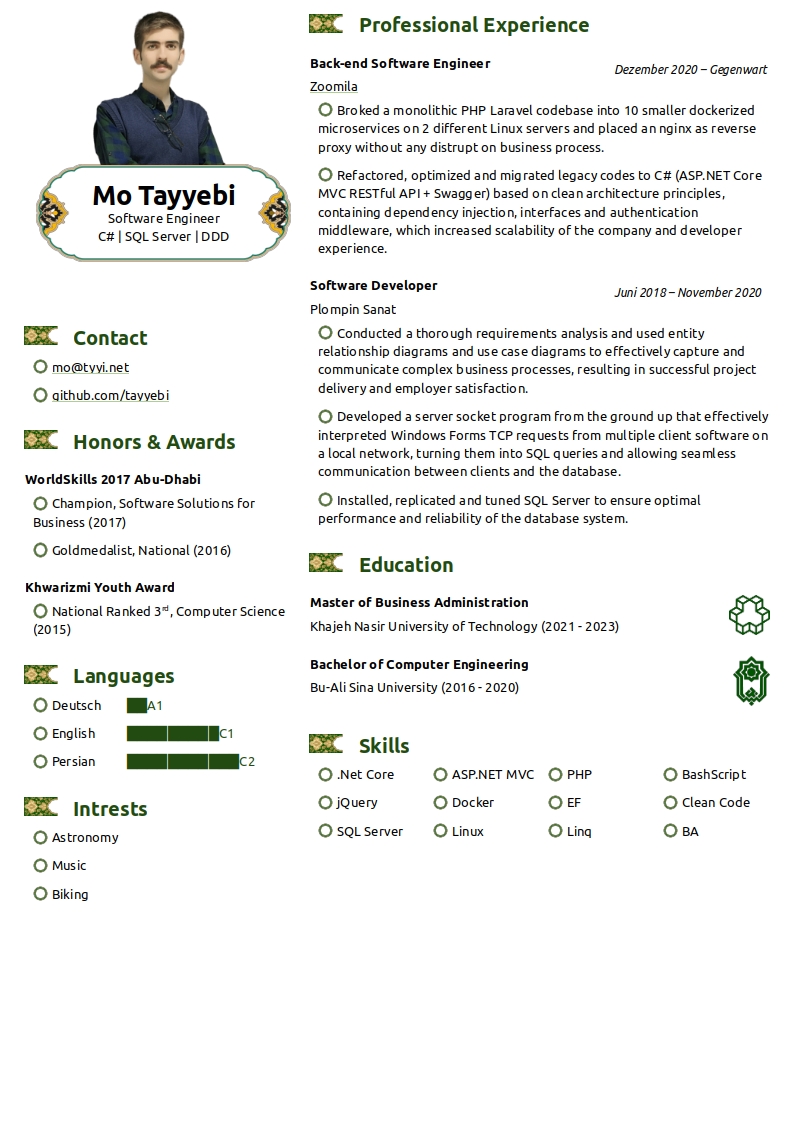 Mo Tayyebi
Software Engineer
C# | SQL Server | DDD
Contact
mo@tyyi.net
github.com/tayyebi
Honors & Awards
WorldSkills 2017 Abu-Dhabi
Champion, Software Solutions for
Business (2017)
Goldmedalist, National (2016)
Khwarizmi Youth Award
National Ranked 3rd, Computer Science
(2015)
Languages
Deutsch A1
English C1
Persian C2
Intrests
Astronomy
Music
Biking
Professional Experience
Back-end Software Engineer
Dezember 2020 – Gegenwart
Zoomila
Broked a monolithic PHP Laravel codebase into 10 smaller dockerized
microservices on 2 different Linux servers and placed an nginx as reverse
proxy without any distrupt on business process.
Refactored, optimized and migrated legacy codes to C# (ASP.NET Core
MVC RESTful API + Swagger) based on clean architecture principles,
containing dependency injection, interfaces and authentication
middleware, which increased scalability of the company and developer
experience.
Software Developer
Juni 2018 – November 2020
Plompin Sanat
Conducted a thorough requirements analysis and used entity
relationship diagrams and use case diagrams to effectively capture and
communicate complex business processes, resulting in successful project
delivery and employer satisfaction.
Developed a server socket program from the ground up that effectively
interpreted Windows Forms TCP requests from multiple client software on
a local network, turning them into SQL queries and allowing seamless
communication between clients and the database.
Installed, replicated and tuned SQL Server to ensure optimal
performance and reliability of the database system.
Education
Master of Business Administration
Khajeh Nasir University of Technology (2021 - 2023)
Bachelor of Computer Engineering
Bu-Ali Sina University (2016 - 2020)
Skills
.Net Core ASP.NET MVC PHP BashScript
jQuery Docker EF Clean Code
SQL Server Linux Linq BA